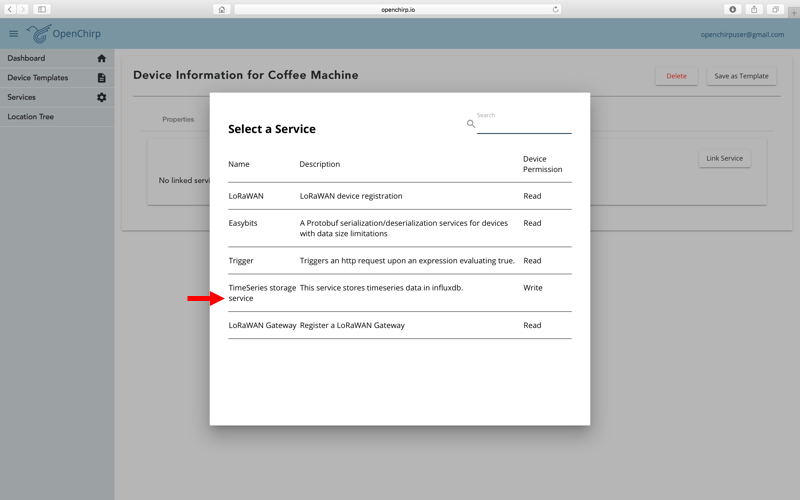 openchirp.io
OpenChirp
openchirpuser@gmail.com
Dashboard
Device Templates
Services
Location Tree
Device Information for Coffee Machine
Delete
Save as Template
Properties
Link Service
No linked servi
Select a Service
Search
Name Description Device Permission
LoRaWAN LoRaWAN device registration Read
Easybits A Protobuf serialization/deserialization services for devices Read
with data size limitations
Trigger Triggers an http request upon an expression evaluating true. Read
TimeSeries storage This service stores timeseries data in influxdb. Write
service
LoRaWAN Gateway Register a LoRaWAN Gateway Read